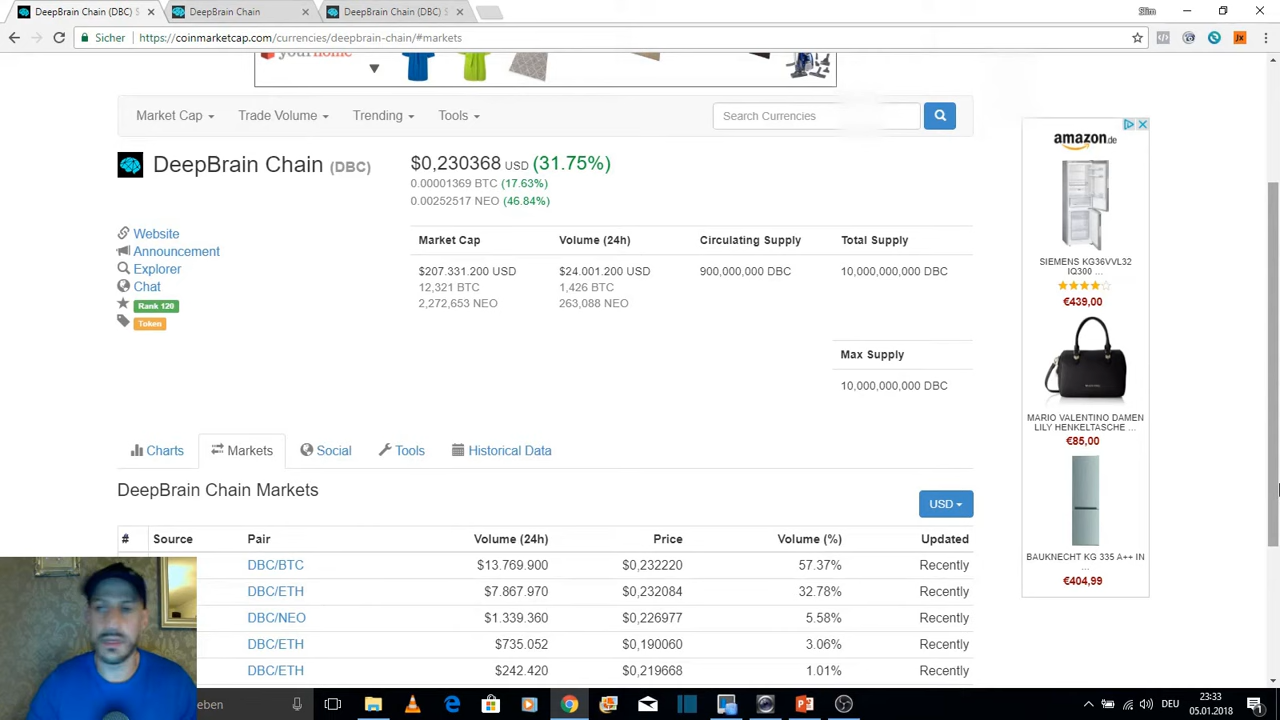 DeepBrain Chain (DBC) S
DeepBrain Chain
DeepBrain Chain (DBC) S
Slim
Sicher
https://coinmarketcap.com/currencies/deepbrain-chain/#markets
Market Cap
Trade Volume
Trending
Tools
Search Currencies
DeepBrain Chain (DBC)
$0,230368 USD (31.75%)
0.00001369 BTC (17.63%)
0.00252517 NEO (46.84%)
Website
Announcement
Explorer
Chat
Rank 120
Token
Market Cap Volume (24h) Circulating Supply Total Supply
$207.331.200 USD $24.001.200 USD 900,000,000 DBC 10,000,000,000 DBC
12,321 BTC 1,426 BTC
2,272,653 NEO 263,088 NEO
Max Supply
10,000,000,000 DBC
Charts Markets Social Tools Historical Data
DeepBrain Chain Markets
USD
# Source Pair Volume (24h) Price Volume (%) Updated
DBC/BTC $13.769.900 $0,232220 57.37% Recently
DBC/ETH $7.867.970 $0,232084 32.78% Recently
DBC/NEO $1.339.360 $0,226977 5.58% Recently
DBC/ETH $735.052 $0,190060 3.06% Recently
DBC/ETH $242.420 $0,219668 1.01% Recently
amazon.de
SIEMENS KG36VVL32
IQ300 ...
€439,00
MARIO VALENTINO DAMEN
LILY HENKELTASCHE ...
€85,00
BAUKNECHT KG 335 A++ IN
...
€404,99
eben
DEU
23:33
05.01.2018